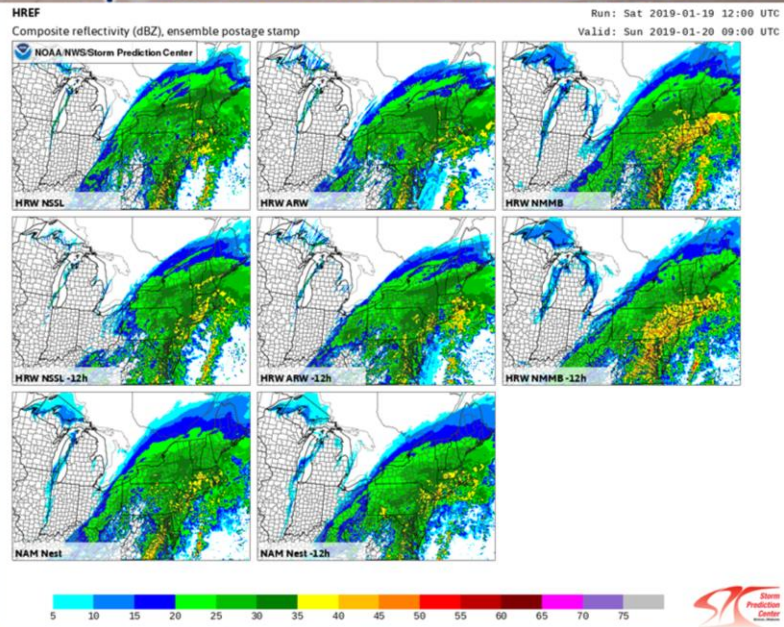 HREF
Run: Sat 2019-01-19 12:00 UTC
Composite reflectivity (dBZ), ensemble postage stamp
Valid: Sun 2019-01-20 09:00 UTC
NOAA/NWS/Storm Prediction Center
HRW NSSL
HRW ARW
HRW NMMB
HRW NSSL -12h
HRW ARW -12h
HRW NMMB -12h
NAM Nest
NAM Nest -12h
5 10 15 20 25 30 35 40 45 50 55 60 65 70 75
Storm
Prediction
Center